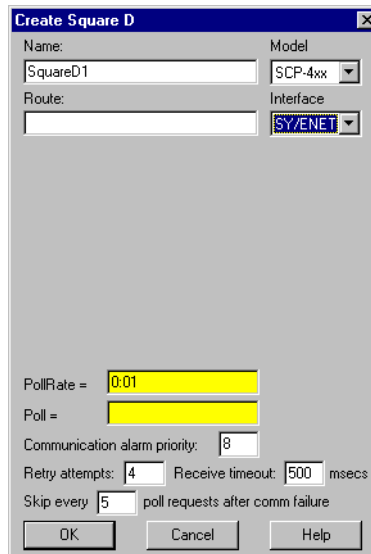 Create Square D
Name: Model
SquareD1 SCP-4xx
Route: Interface
SY/ENET
PollRate = 0:01
Poll =
Communication alarm priority: 8
Retry attempts: 4 Receive timeout: 500 msecs
Skip every 5 poll requests after comm failure
OK Cancel Help